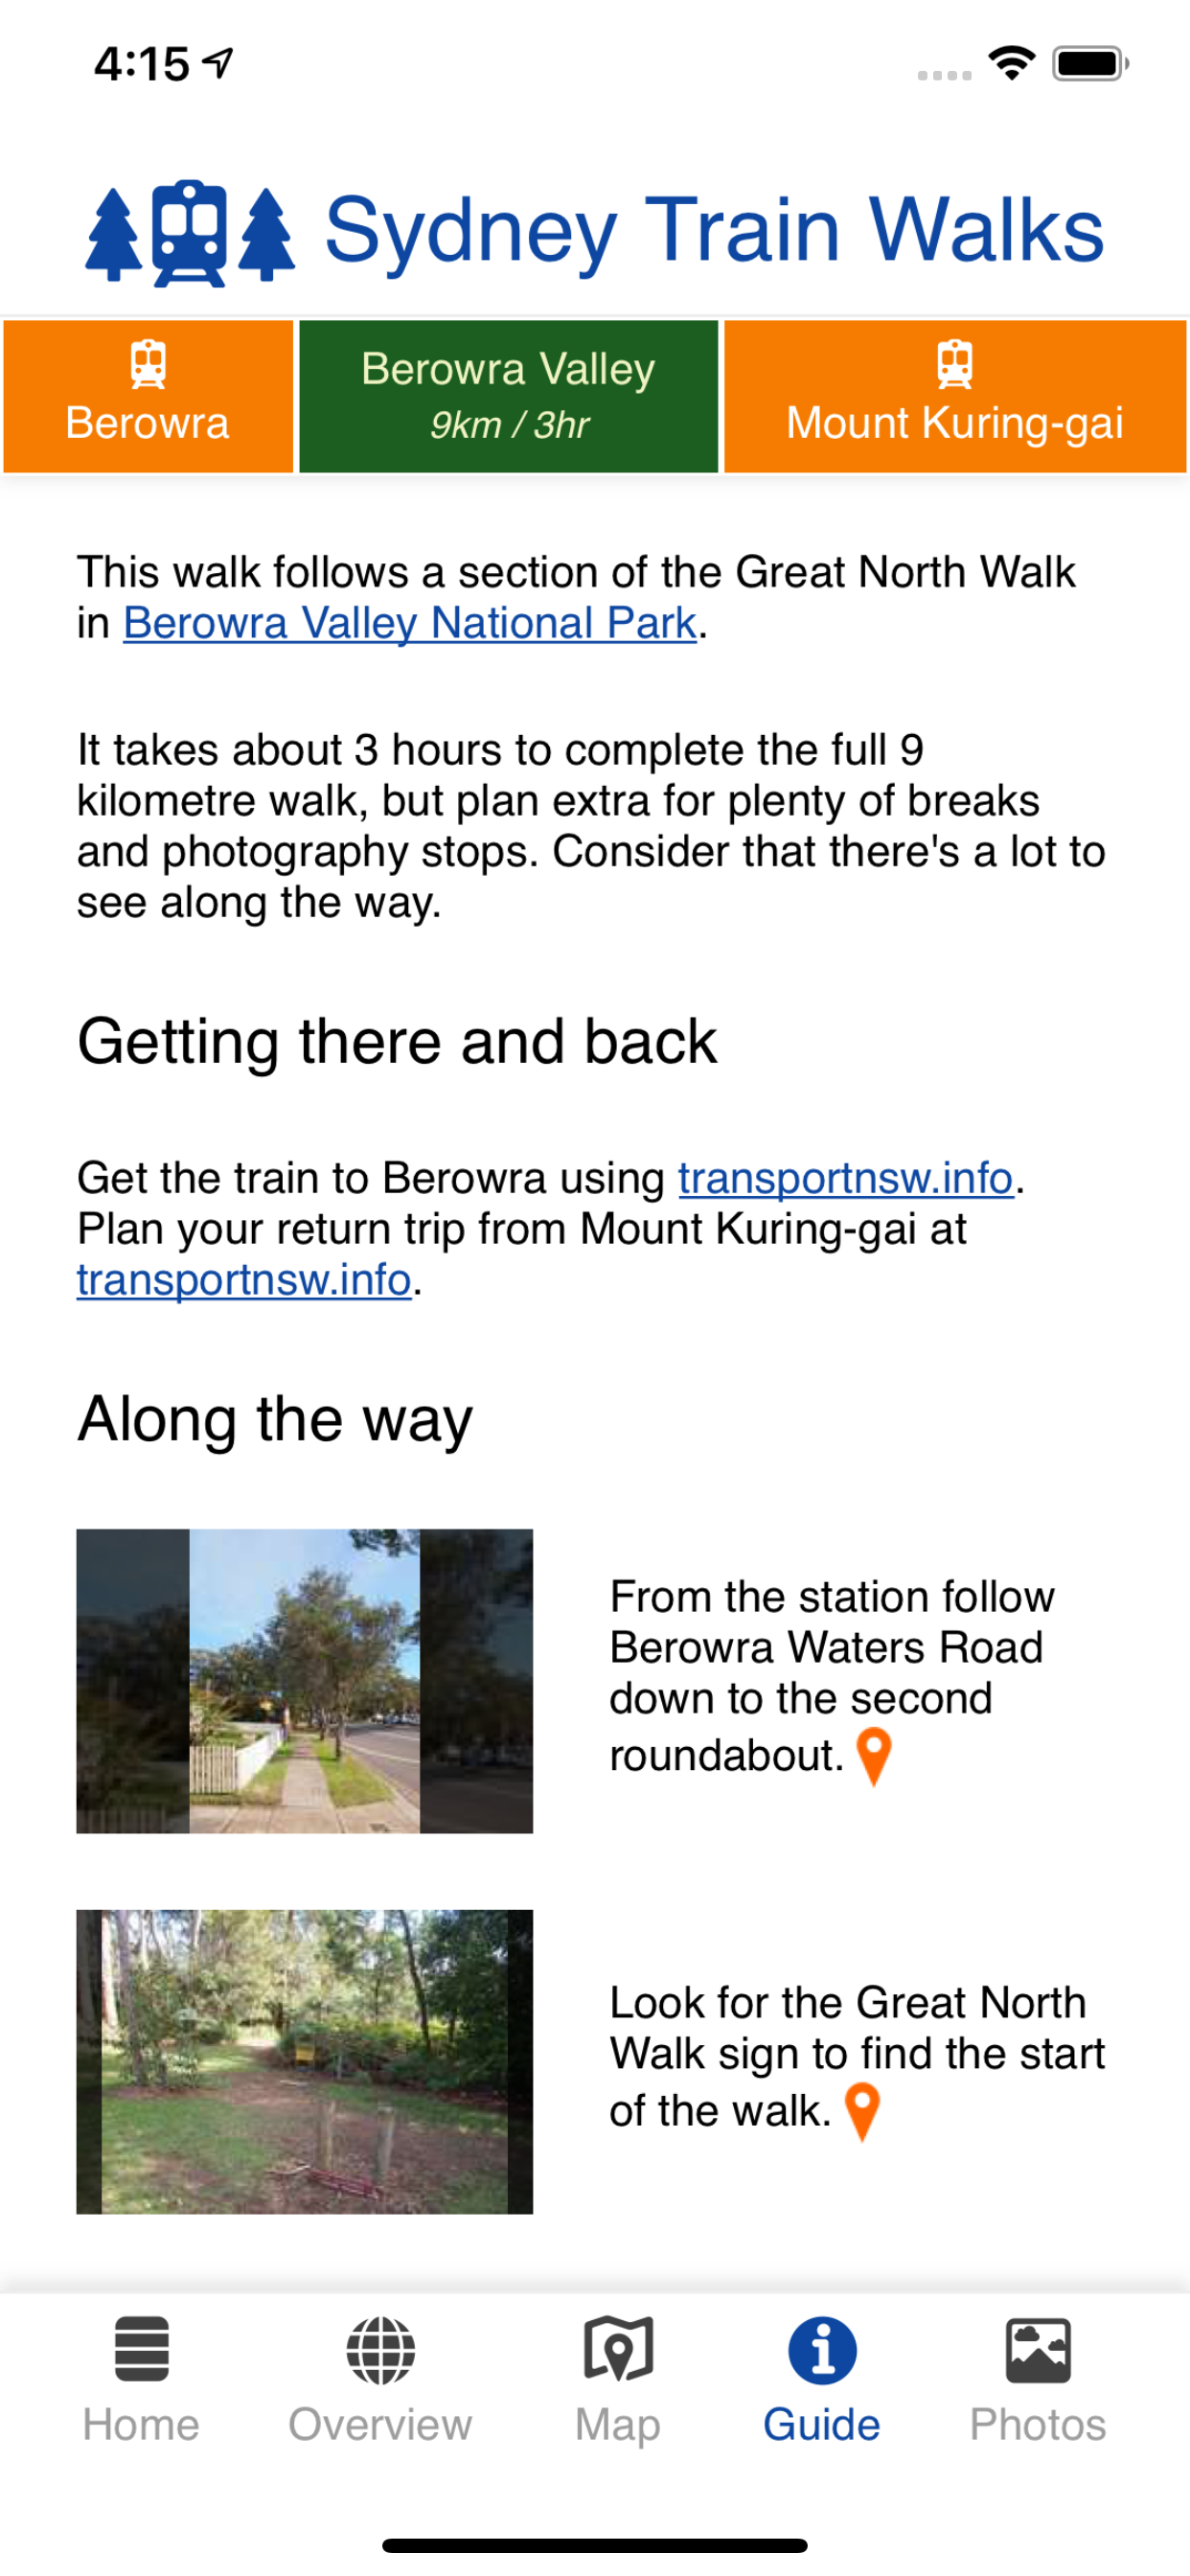 4:15
Sydney Train Walks
Berowra
Berowra Valley
9km / 3hr
Mount Kuring-gai
This walk follows a section of the Great North Walk
in Berowra Valley National Park.
It takes about 3 hours to complete the full 9
kilometre walk, but plan extra for plenty of breaks
and photography stops. Consider that there's a lot to
see along the way.
Getting there and back
Get the train to Berowra using transportnsw.info.
Plan your return trip from Mount Kuring-gai at
transportnsw.info.
Along the way
From the station follow
Berowra Waters Road
down to the second
roundabout.
Look for the Great North
Walk sign to find the start
of the walk.
Home
Overview
Map
Guide
Photos